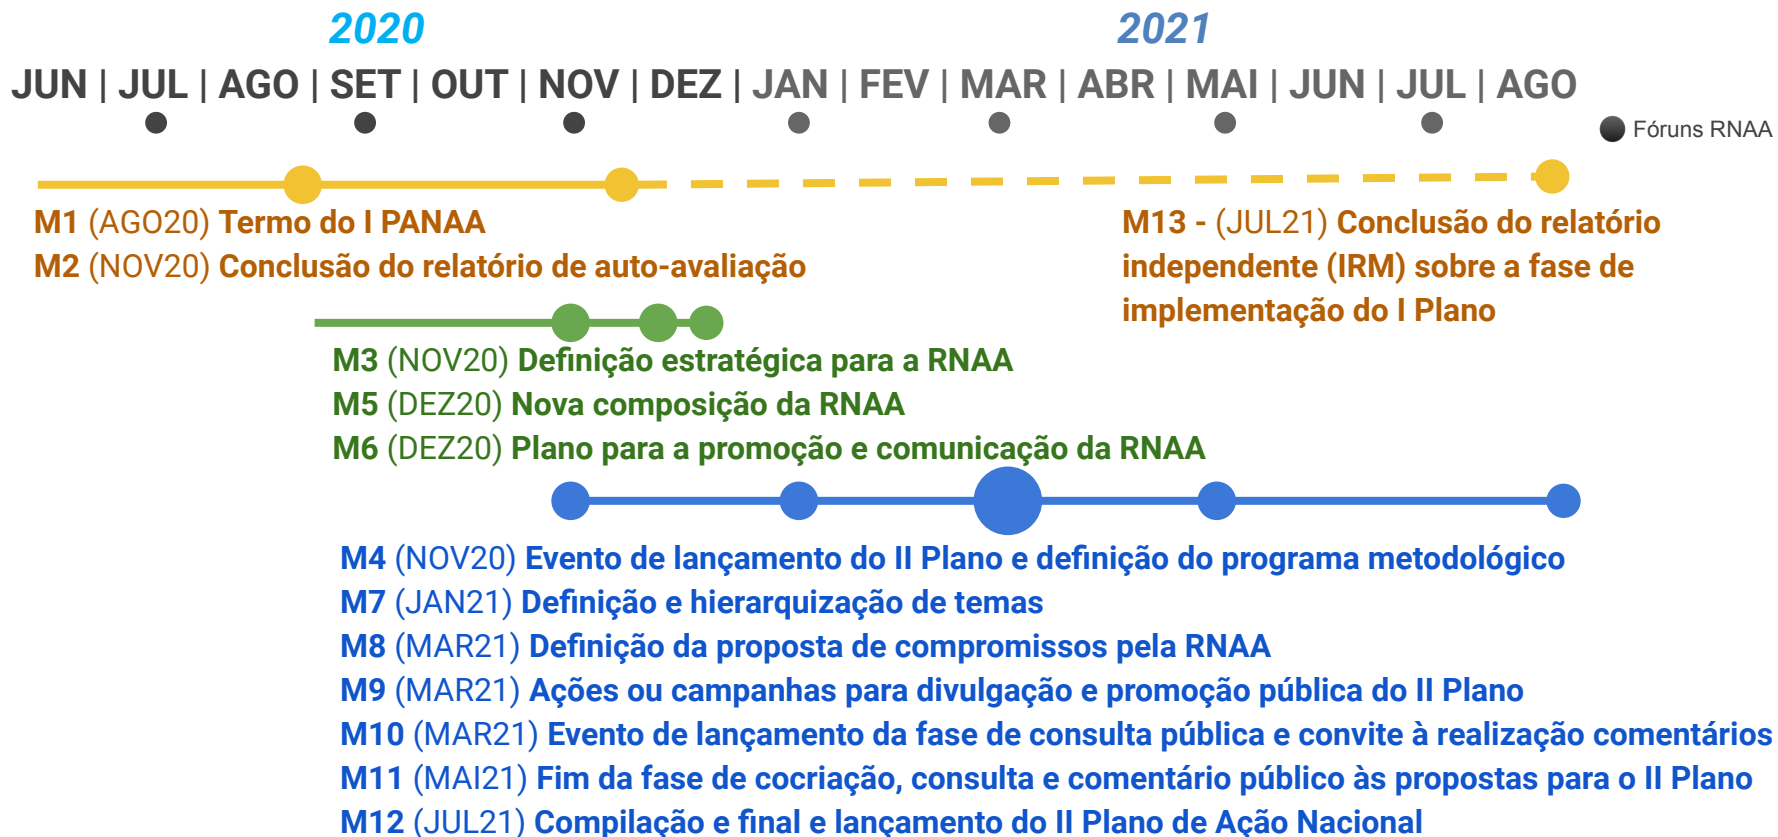 2020
2021
JUN | JUL | AGO | SET | OUT | NOV | DEZ | JAN | FEV | MAR | ABR | MAI | JUN | JUL | AGO
Fóruns RNAA
M1 (AGO20) Termo do I PANAA
M2 (NOV20) Conclusão do relatório de auto-avaliação
M13 - (JUL21) Conclusão do relatório
independente (IRM) sobre a fase de
implementação do I Plano
M3 (NOV20) Definição estratégica para a RNAA
M5 (DEZ20) Nova composição da RNAA
M6 (DEZ20) Plano para a promoção e comunicação da RNAA
M4 (NOV20) Evento de lançamento do II Plano e definição do programa metodológico
M7 (JAN21) Definição e hierarquização de temas
M8 (MAR21) Definição da proposta de compromissos pela RNAA
M9 (MAR21) Ações ou campanhas para divulgação e promoção pública do II Plano
M10 (MAR21) Evento de lançamento da fase de consulta pública e convite à realização comentários
M11 (MAI21) Fim da fase de cocriação, consulta e comentário público às propostas para o II Plano
M12 (JUL21) Compilação e final e lançamento do II Plano de Ação Nacional